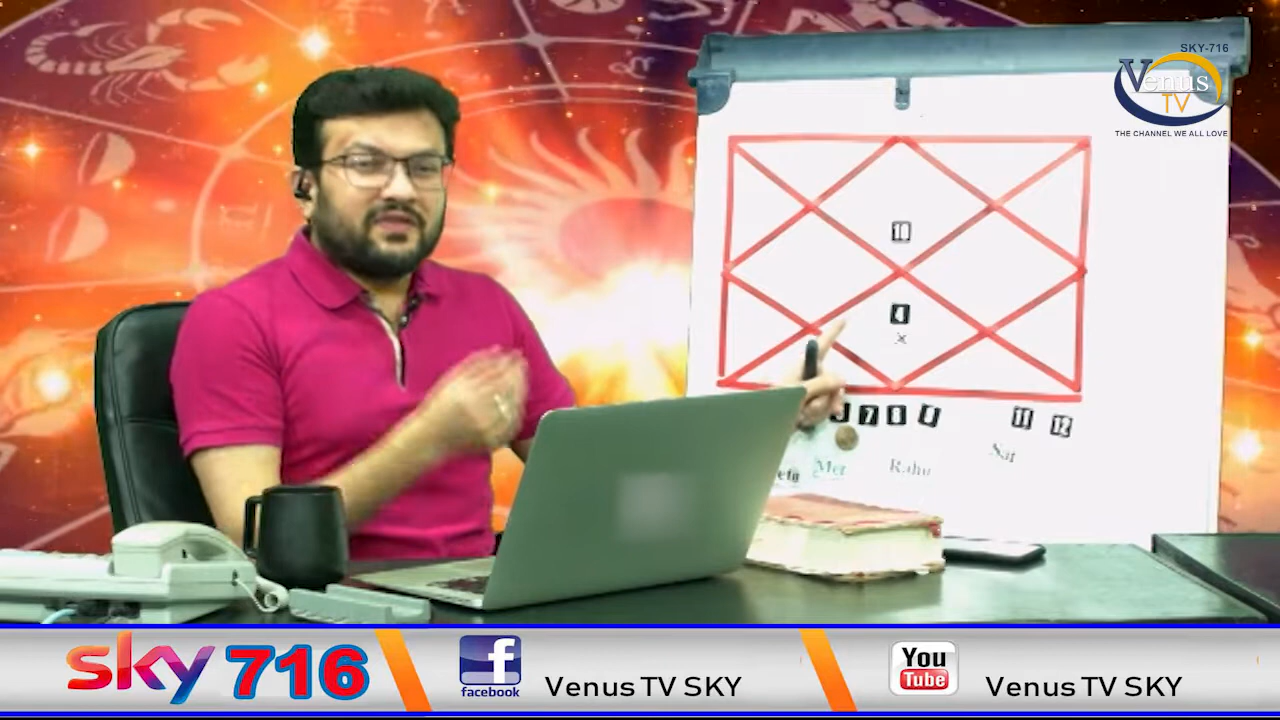 SKY-716
Venus
TV
THE CHANNEL WE ALL LOVE
10
4
x
7 8
11 12
Sat
Mer Rahu
sky 716
f
facebook
Venus TV SKY
You
Tube
Venus TV SKY